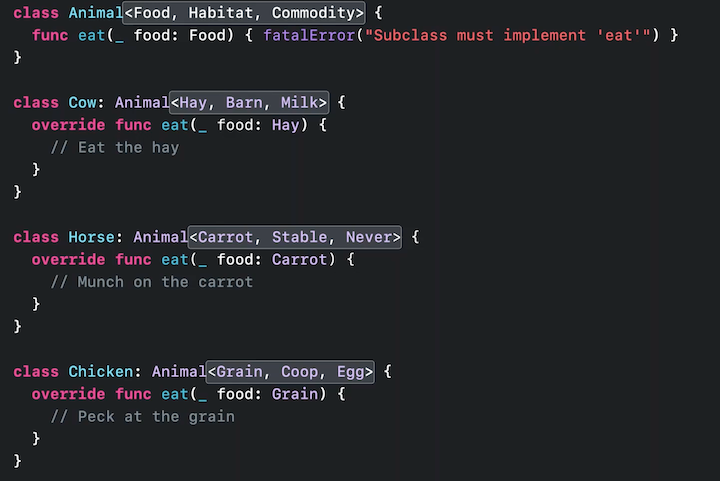 class Animal<Food, Habitat, Commodity> {
  func eat(_ food: Food) { fatalError("Subclass must implement 'eat'") }
}
class Cow: Animal<Hay, Barn, Milk> {
  override func eat(_ food: Hay) {
    // Eat the hay
  }
}
class Horse: Animal<Carrot, Stable, Never> {
  override func eat(_ food: Carrot) {
    // Munch on the carrot
  }
}
class Chicken: Animal<Grain, Coop, Egg> {
  override func eat(_ food: Grain) {
    // Peck at the grain
  }
}